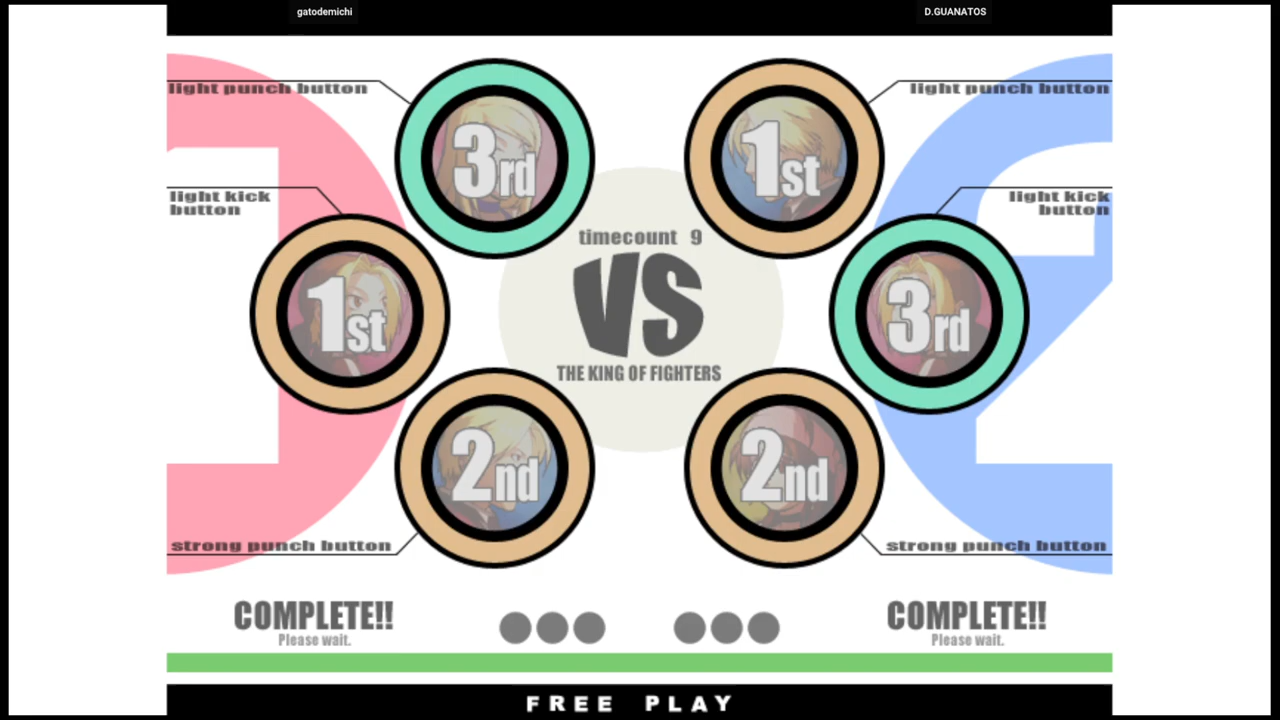 gatodemichi
D.GUANATOS
light punch button
light punch button
3rd
1st
light kick
button
light kick
button
timecount 9
VS
THE KING OF FIGHTERS
1st
3rd
2nd
2nd
strong punch button
strong punch button
COMPLETE!!
Please wait.
COMPLETE!!
Please wait.
FREE PLAY
1
2